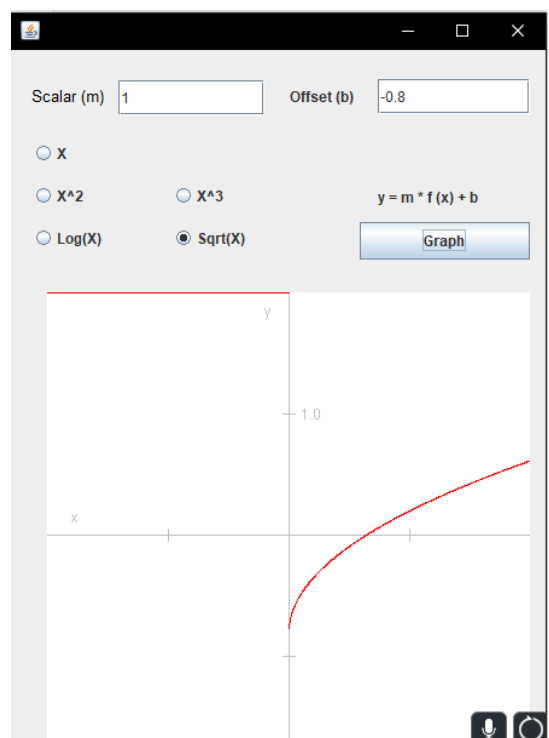 Scalar (m) 1 Offset (b) -0.8
X
X^2 X^3 y = m * f (x) + b
Log(X) Sqrt(X) Graph
y
1.0
x